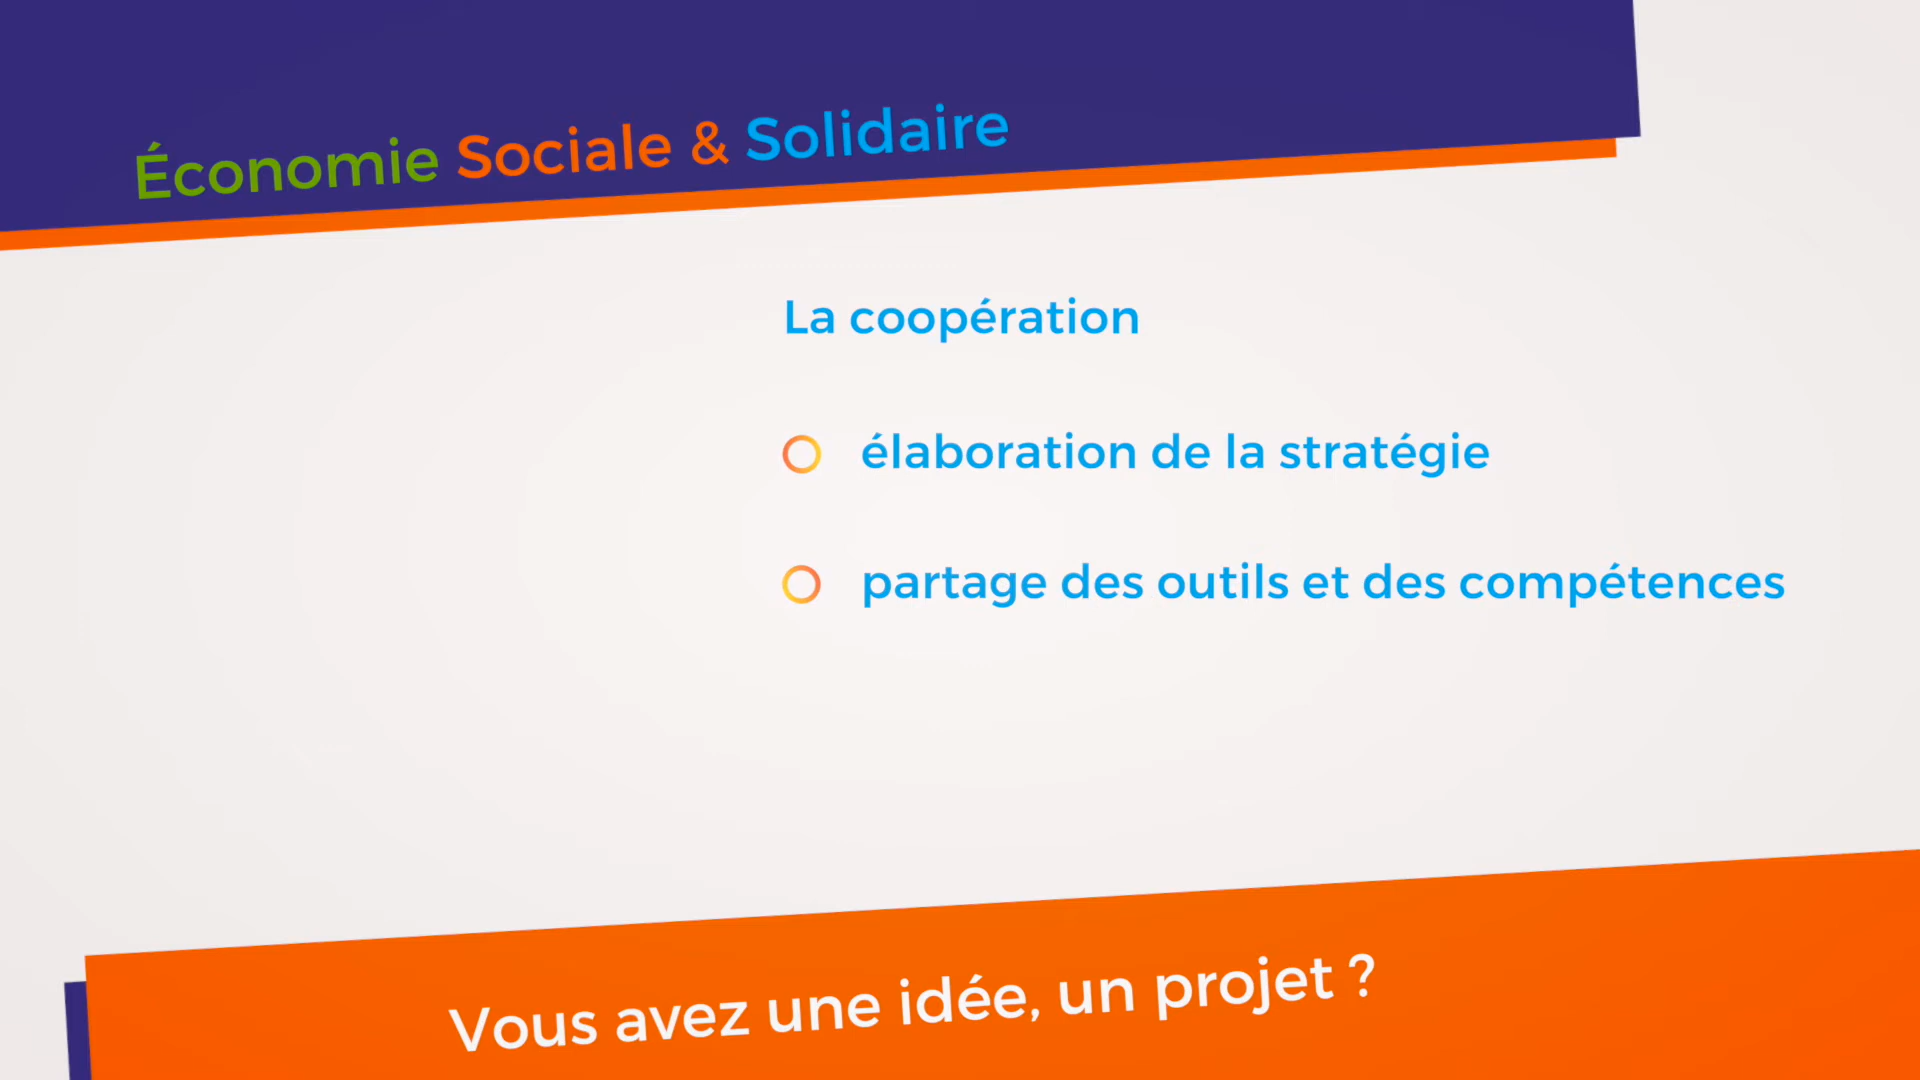 Économie Sociale & Solidaire
La coopération
élaboration de la stratégie
partage des outils et des compétences
Vous avez une idée, un projet ?